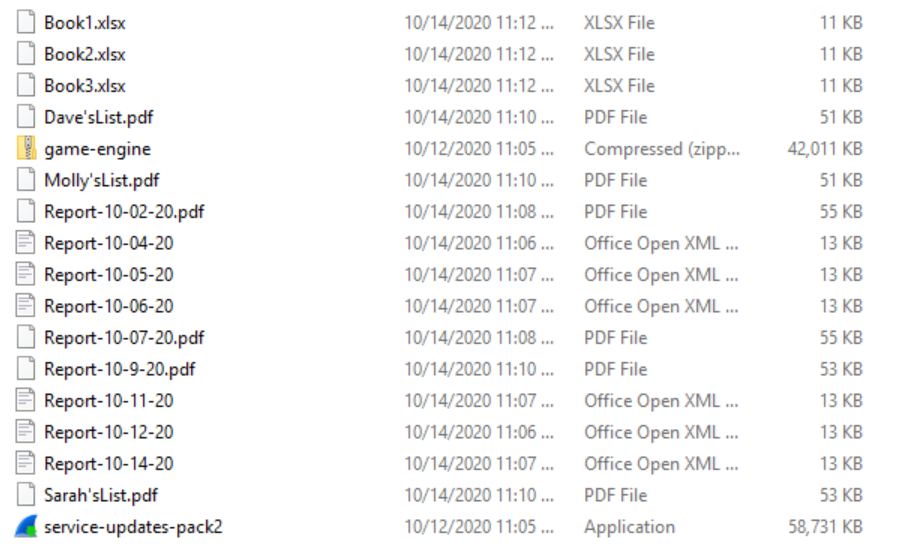 Book1.xlsx 10/14/2020 11:12 ... XLSX File 11 KB
Book2.xlsx 10/14/2020 11:12 ... XLSX File 11 KB
Book3.xlsx 10/14/2020 11:12 ... XLSX File 11 KB
Dave'sList.pdf 10/14/2020 11:10 ... PDF File 51 KB
game-engine 10/12/2020 11:05 ... Compressed (zipp... 42,011 KB
Molly'sList.pdf 10/14/2020 11:10 ... PDF File 51 KB
Report-10-02-20.pdf 10/14/2020 11:08 ... PDF File 55 KB
Report-10-04-20 10/14/2020 11:06 ... Office Open XML ... 13 KB
Report-10-05-20 10/14/2020 11:07 ... Office Open XML ... 13 KB
Report-10-06-20 10/14/2020 11:07 ... Office Open XML ... 13 KB
Report-10-07-20.pdf 10/14/2020 11:08 ... PDF File 55 KB
Report-10-9-20.pdf 10/14/2020 11:10 ... PDF File 53 KB
Report-10-11-20 10/14/2020 11:07 ... Office Open XML ... 13 KB
Report-10-12-20 10/14/2020 11:06 ... Office Open XML ... 13 KB
Report-10-14-20 10/14/2020 11:07 ... Office Open XML ... 13 KB
Sarah'sList.pdf 10/14/2020 11:10 ... PDF File 53 KB
service-updates-pack2 10/12/2020 11:05 ... Application 58,731 KB